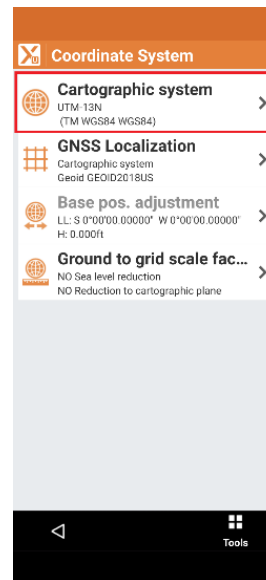 Coordinate System
Cartographic system
UTM-13N
(TM WGS84 WGS84)
GNSS Localization
Cartographic system
Geoid GEOID2018US
Base pos. adjustment
LL: S 0°00'00.00000" W 0°00'00.00000"
H: 0.000ft
Ground to grid scale fac...
NO Sea level reduction
NO Reduction to cartographic plane
Tools